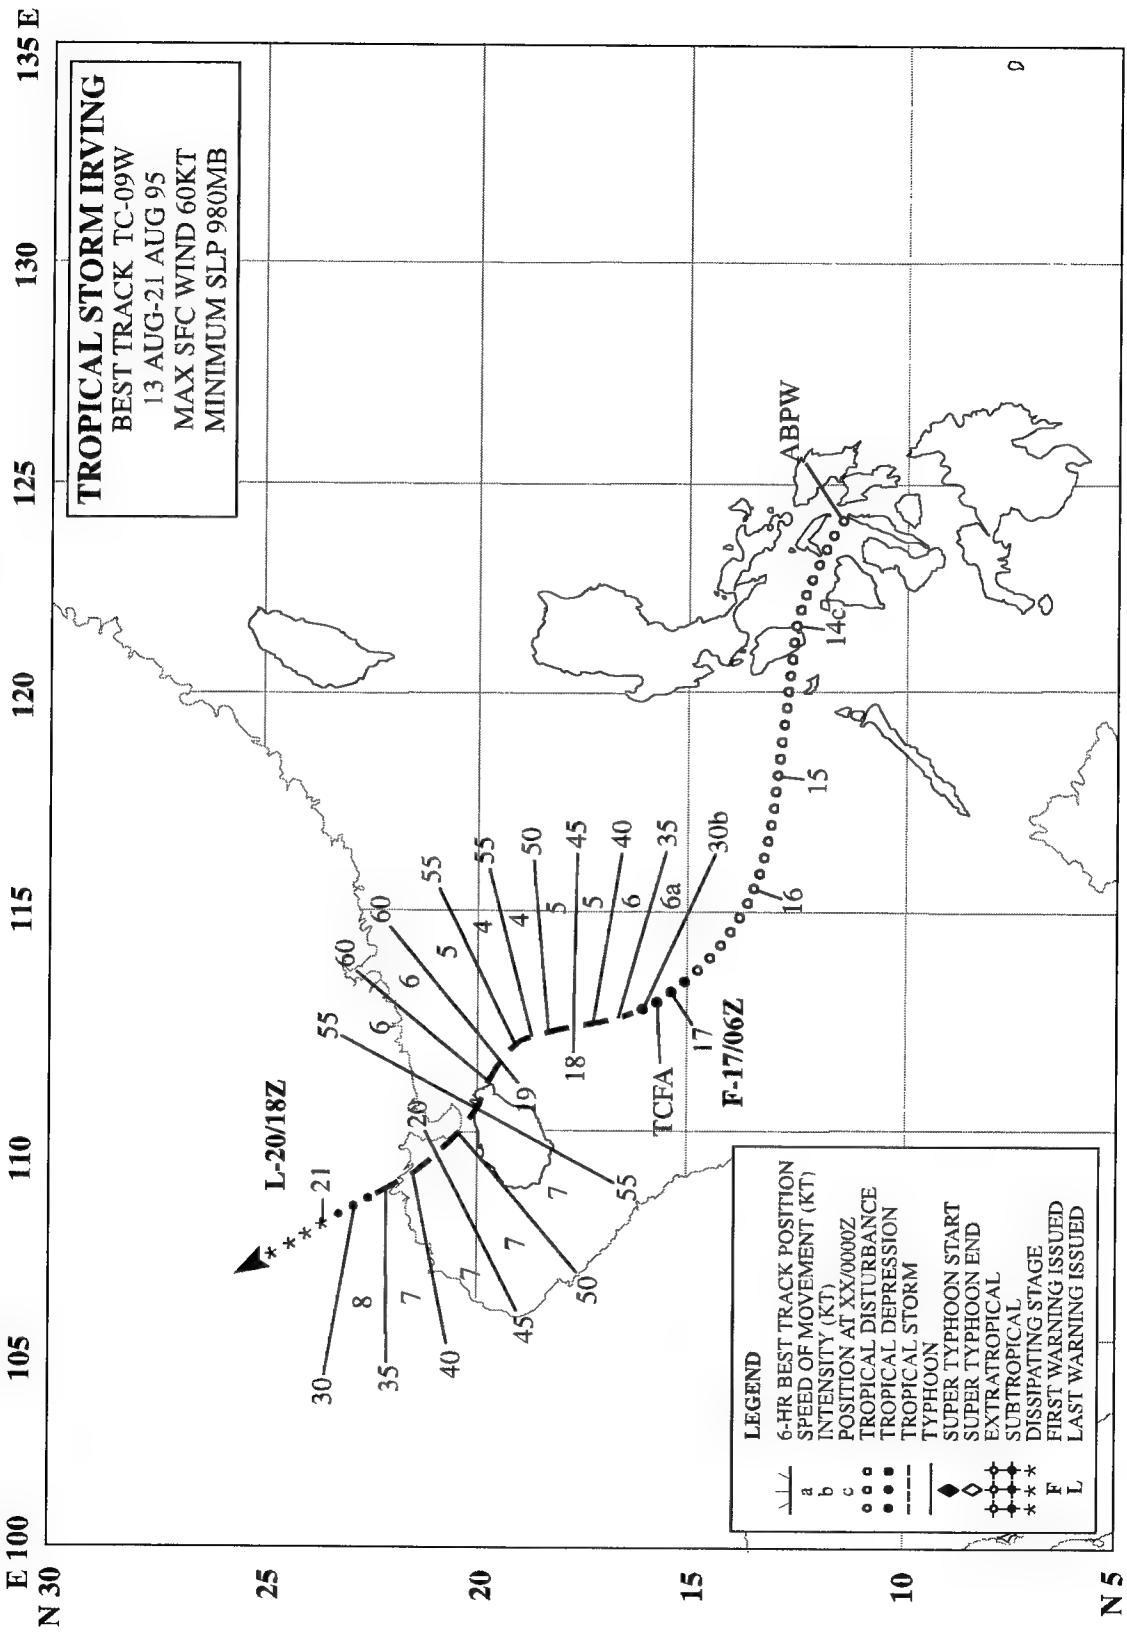 TROPICAL STORM IRVING
BEST TRACK TC-09W
13 AUG-21 AUG 95
MAX SFC WIND 60KT
MINIMUM SLP 980MB
E 100
105
110
115
120
125
130
135 E
N 30
25
20
15
10
N 5
L-20/18Z
21
30
35
40
45
50
55
8
7
7
7
7
20
55
60
60
55
55
50
45
40
35
30b
6
6
5
4
4
5
5
6
6a
19
18
17
TCFA
F-17/06Z
16
15
14c
ABPW
LEGEND
6-HR BEST TRACK POSITION
a SPEED OF MOVEMENT (KT)
b INTENSITY (KT)
c POSITION AT XX/0000Z
TROPICAL DISTURBANCE
TROPICAL DEPRESSION
TROPICAL STORM
TYPHOON
SUPER TYPHOON START
SUPER TYPHOON END
EXTRATROPICAL
SUBTROPICAL
*** DISSIPATING STAGE
F FIRST WARNING ISSUED
L LAST WARNING ISSUED